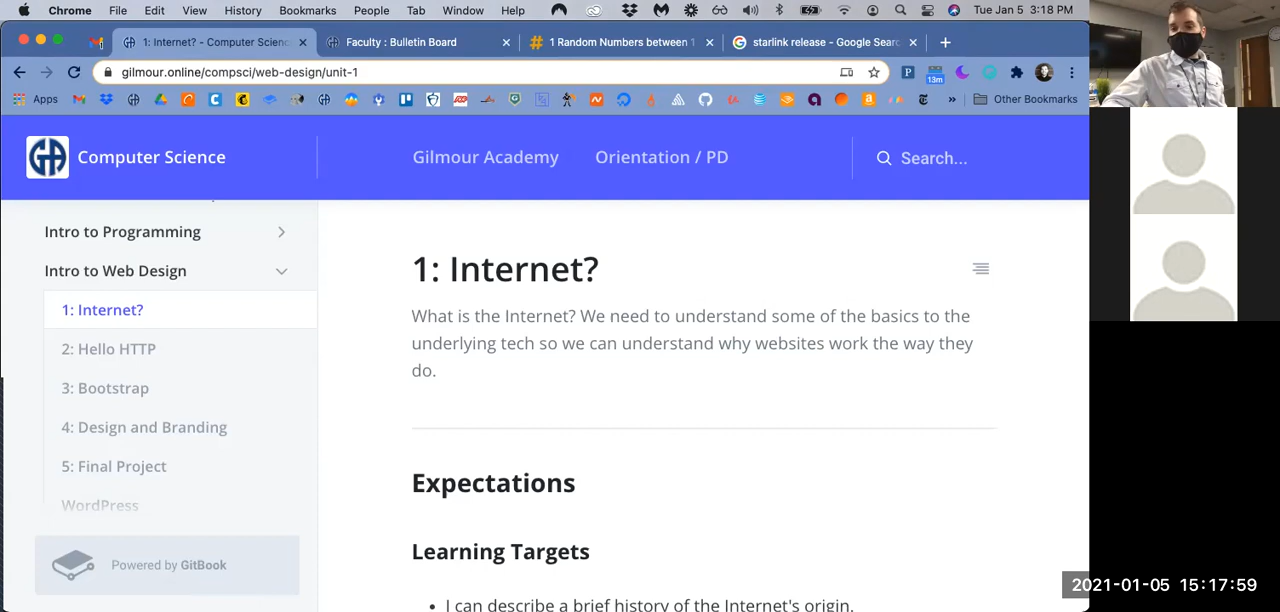 Chrome File Edit View History Bookmarks People Tab Window Help Tue Jan 5 3:18 PM
1: Internet? - Computer Scienc Faculty : Bulletin Board # 1 Random Numbers between 1 starlink release - Google Sear
gilmour.online/compsci/web-design/unit-1 13m
Apps Other Bookmarks
Computer Science Gilmour Academy Orientation / PD Search...
Intro to Programming
Intro to Web Design
1: Internet?
2: Hello HTTP
3: Bootstrap
4: Design and Branding
5: Final Project
WordPress
Powered by GitBook
1: Internet?
What is the Internet? We need to understand some of the basics to the
underlying tech so we can understand why websites work the way they
do.
Expectations
Learning Targets
• I can describe a brief history of the Internet's origin.
2021-01-05 15:17:59